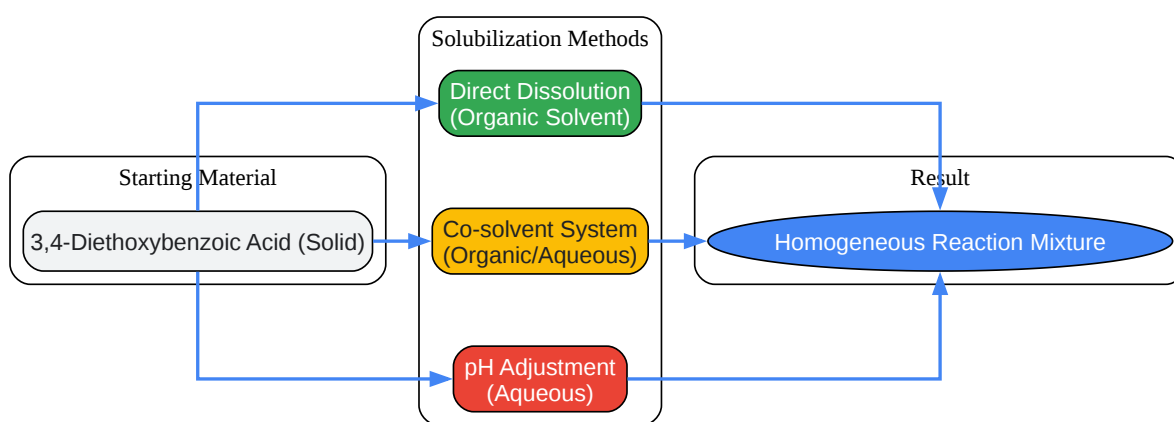 Solubilization Methods
Direct Dissolution
(Organic Solvent)
Starting Material
Result
3,4-Diethoxybenzoic Acid (Solid)
Co-solvent System
(Organic/Aqueous)
Homogeneous Reaction Mixture
pH Adjustment
(Aqueous)